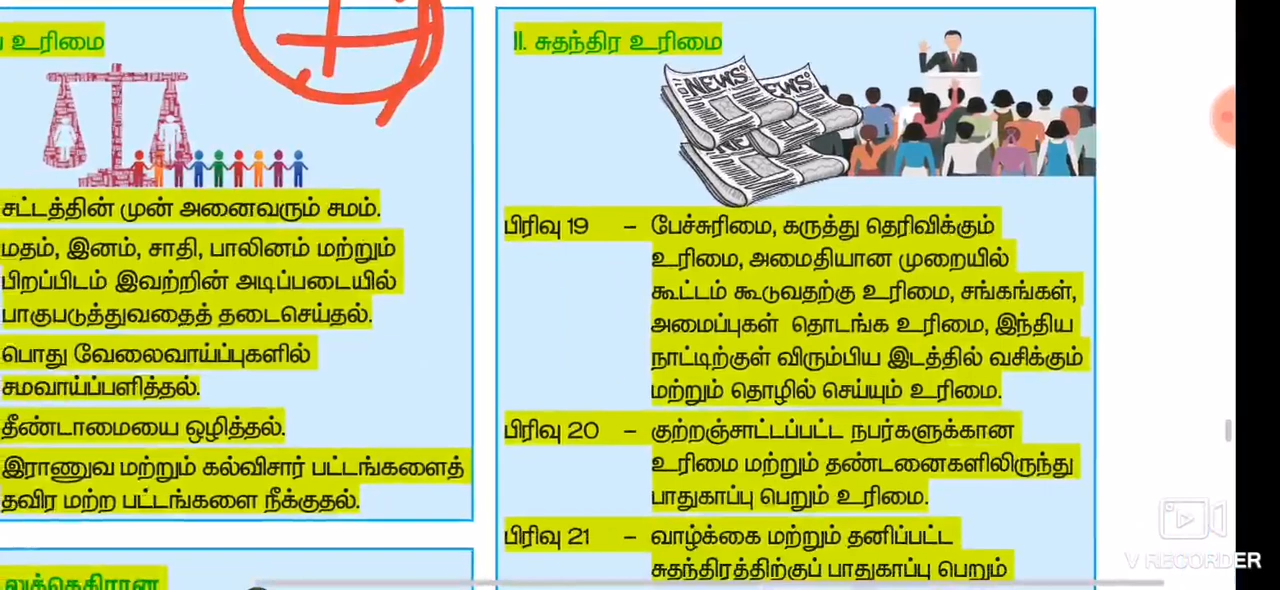 உரிமை
சட்டத்தின் முன் அனைவரும் சமம்.
மதம், இனம், சாதி, பாலினம் மற்றும்
பிறப்பிடம் இவற்றின் அடிப்படையில்
பாகுபடுத்துவதைத் தடைசெய்தல்.
பொது வேலைவாய்ப்புகளில்
சமவாய்ப்பளித்தல்.
தீண்டாமையை ஒழித்தல்.
இராணுவ மற்றும் கல்விசார் பட்டங்களைத்
தவிர மற்ற பட்டங்களை நீக்குதல்.
II. சுதந்திர உரிமை
NEWS
NEWS
பிரிவு 19 – பேச்சுரிமை, கருத்து தெரிவிக்கும்
உரிமை, அமைதியான முறையில்
கூட்டம் கூடுவதற்கு உரிமை, சங்கங்கள்,
அமைப்புகள் தொடங்க உரிமை, இந்திய
நாட்டிற்குள் விரும்பிய இடத்தில் வசிக்கும்
மற்றும் தொழில் செய்யும் உரிமை.
பிரிவு 20 – குற்றஞ்சாட்டப்பட்ட நபர்களுக்கான
உரிமை மற்றும் தண்டனைகளிலிருந்து
பாதுகாப்பு பெறும் உரிமை.
பிரிவு 21 – வாழ்க்கை மற்றும் தனிப்பட்ட
சுதந்திரத்திற்குப் பாதுகாப்பு பெறும்
V RECORDER